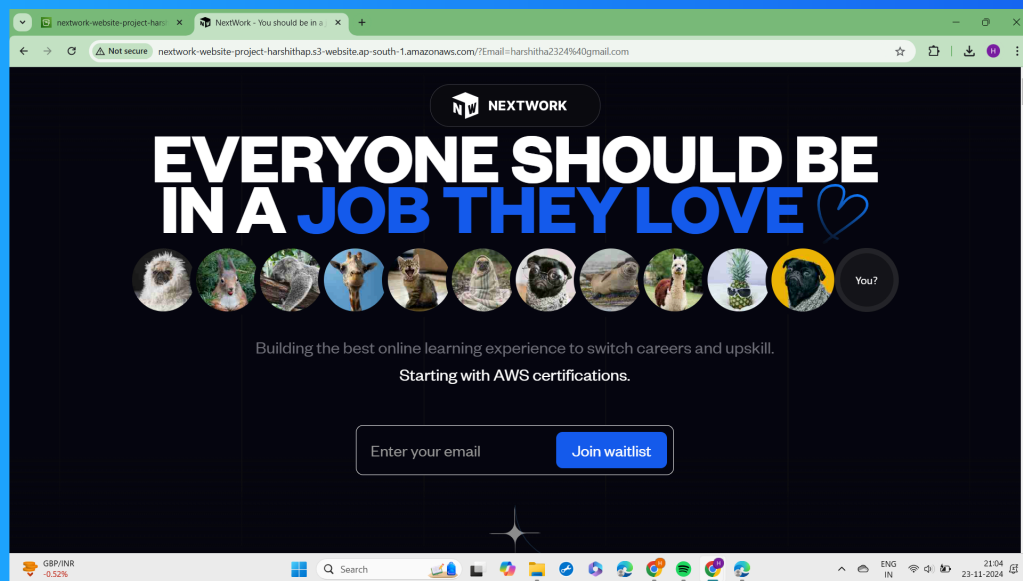 nextwork-website-project-harsh
NextWork - You should be in a j
Not secure
nextwork-website-project-harshithap.s3-website.ap-south-1.amazonaws.com/?Email=harshitha2324%40gmail.com
H
NW NEXTWORK
EVERYONE SHOULD BE
IN A JOB THEY LOVE
You?
Building the best online learning experience to switch careers and upskill.
Starting with AWS certifications.
Enter your email
Join waitlist
GBP/INR
-0.52%
Search
H
H
ENG
IN
21:04
23-11-2024